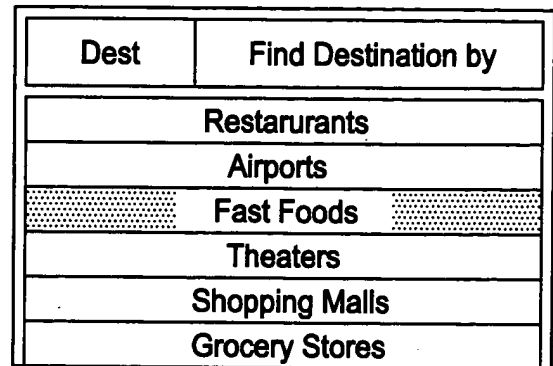 Dest Find Destination by
Restarurants
Airports
Fast Foods
Theaters
Shopping Malls
Grocery Stores